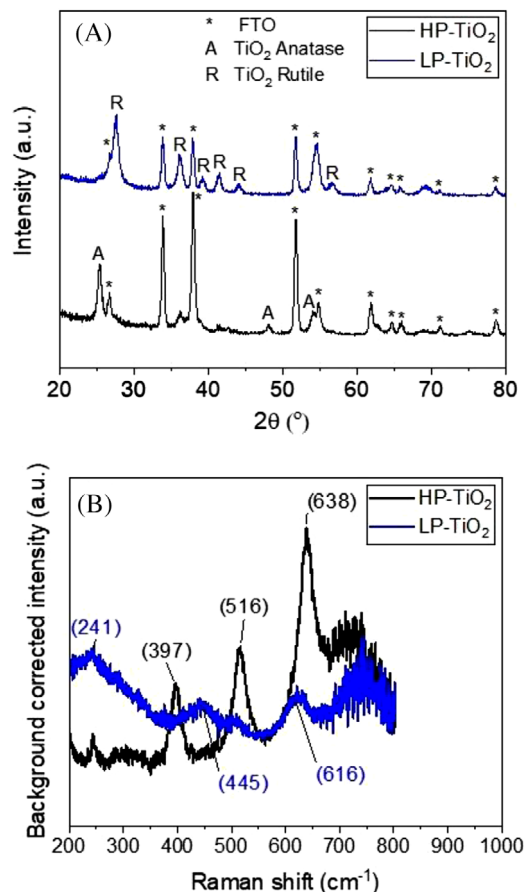 (A)
* FTO
A TiO₂ Anatase
R TiO₂ Rutile
HP-TiO₂
LP-TiO₂
Intensity (a.u.)
* R * R * R R R * * R * * * * *
A * * * A * A * * * * * *
20 30 40 50 60 70 80
2θ (°)
(B)
HP-TiO₂
LP-TiO₂
Background corrected intensity (a.u.)
(638)
(516)
(241)
(397)
(445)
(616)
200 300 400 500 600 700 800 900 1000
Raman shift (cm⁻¹)